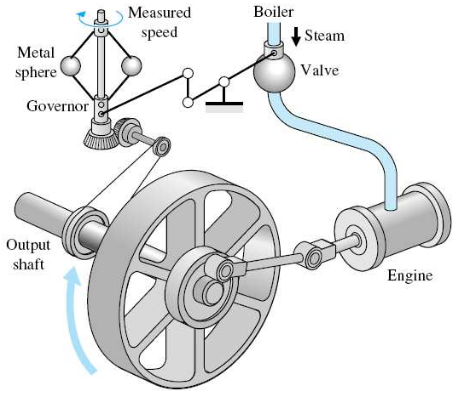 Measured
speed
Boiler
Steam
Metal
sphere
Valve
Governor
Output
shaft
Engine